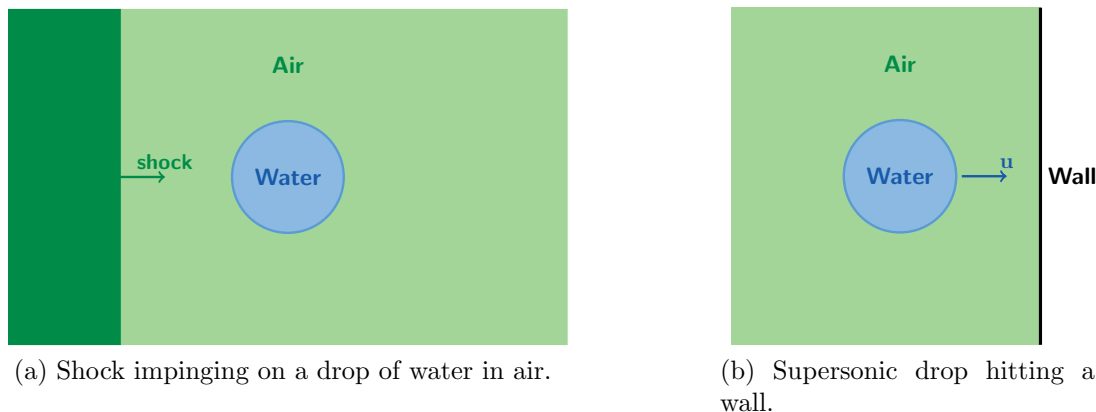 Air
shock
Water
(a) Shock impinging on a drop of water in air.
Air
Water
u
Wall
(b) Supersonic drop hitting a
wall.